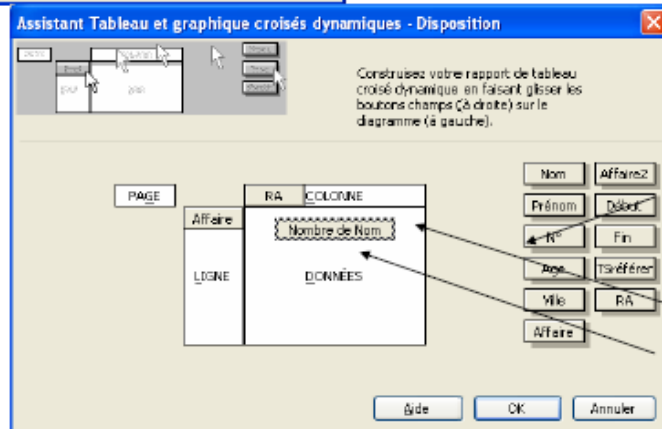 Assistant Tableau et graphique croisés dynamiques - Disposition
Construisez votre rapport de tableau
croisé dynamique en faisant glisser les
boutons champs (à droite) sur le
diagramme (à gauche).
PAGE
RA COLONNE
Affaire
Nombre de Nom
LIGNE
DONNÉES
Nom Affaire2
Prénom Début
N° Fin
Age TSréférer
Ville RA
Affaire
Aide OK Annuler